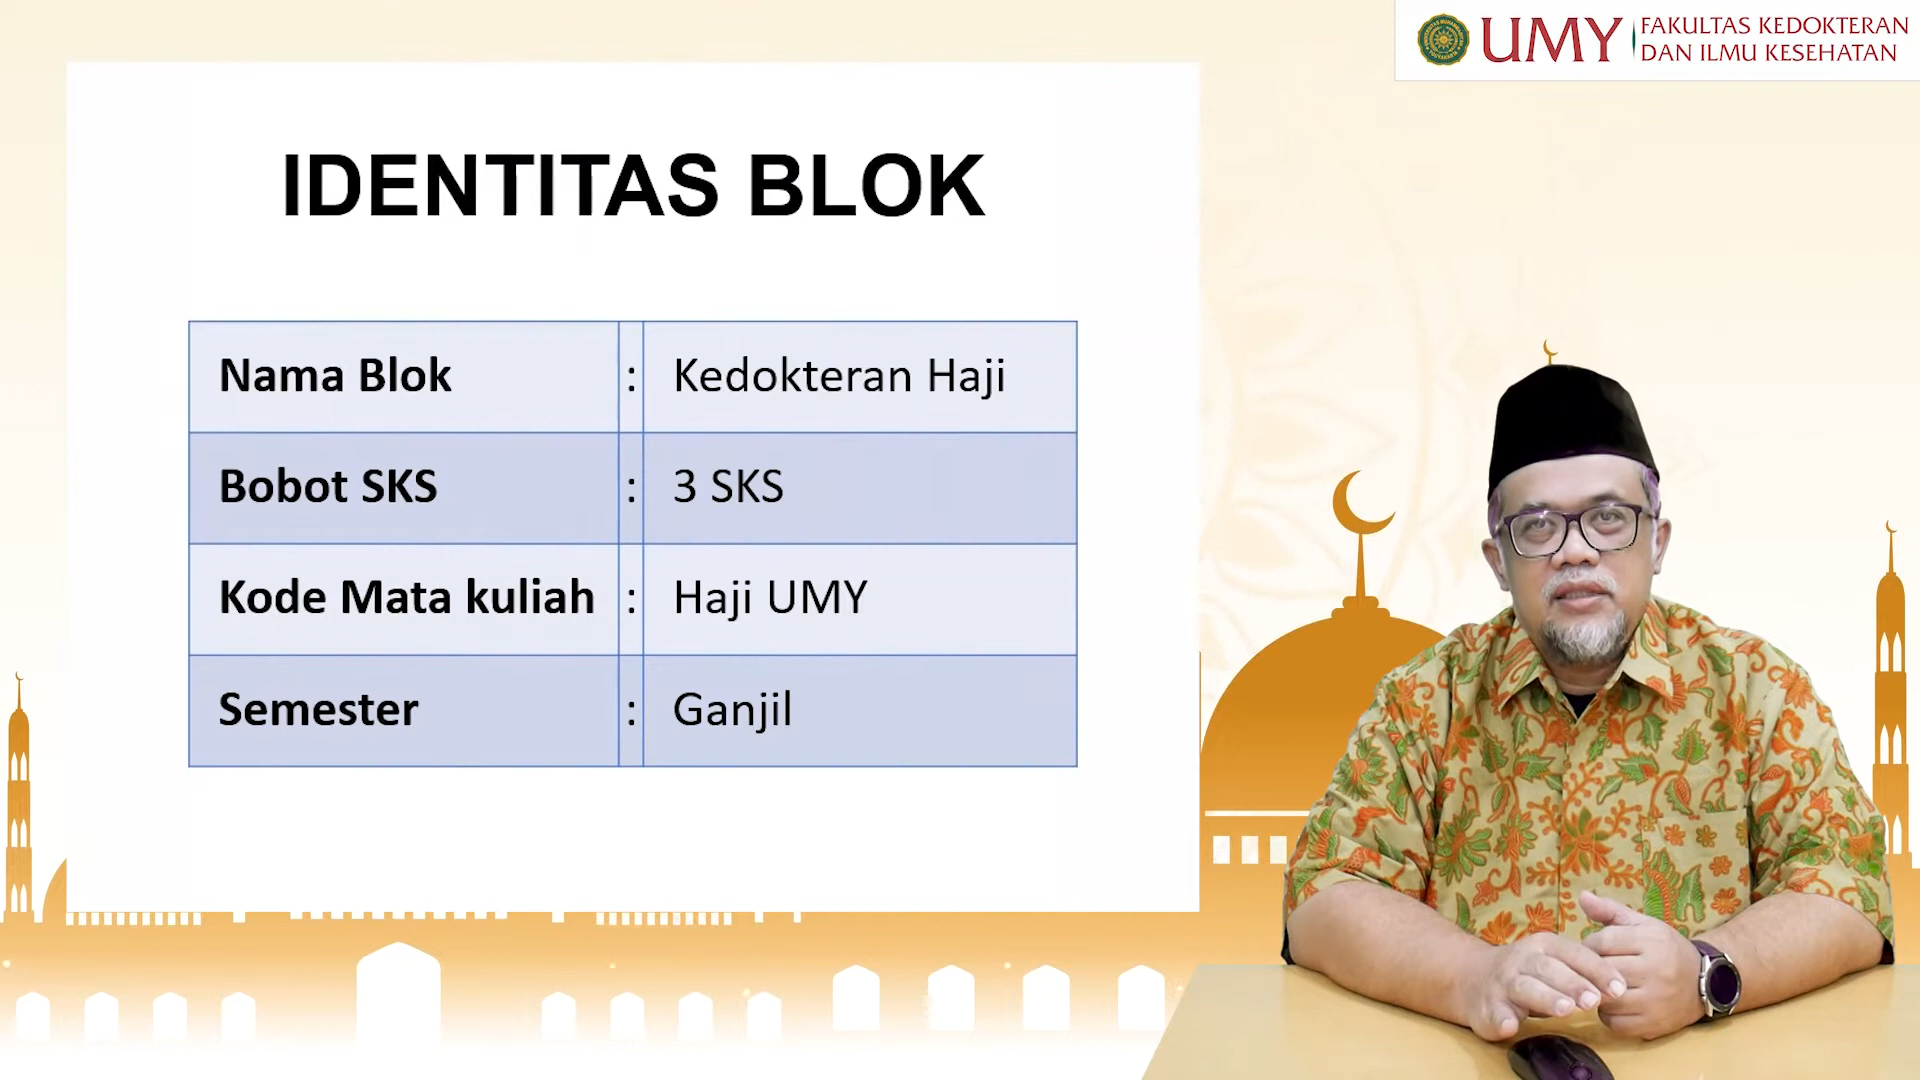 UMY
FAKULTAS KEDOKTERAN
DAN ILMU KESEHATAN
IDENTITAS BLOK
Nama Blok : Kedokteran Haji
Bobot SKS : 3 SKS
Kode Mata kuliah : Haji UMY
Semester : Ganjil